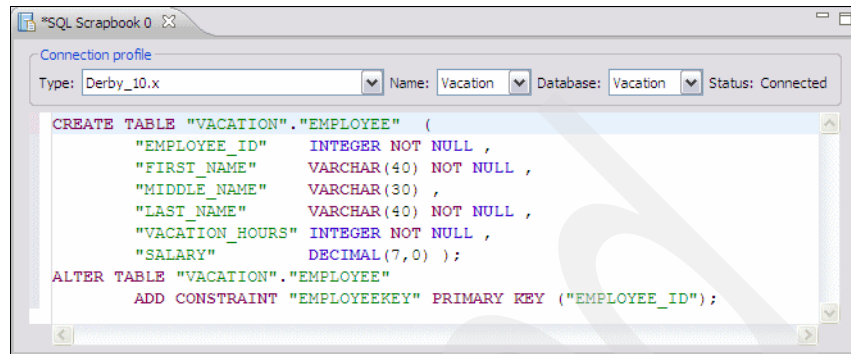 *SQL Scrapbook 0
Connection profile
Type: Derby_10.x Name: Vacation Database: Vacation Status: Connected
CREATE TABLE "VACATION"."EMPLOYEE" (
"EMPLOYEE_ID" INTEGER NOT NULL ,
"FIRST_NAME" VARCHAR(40) NOT NULL ,
"MIDDLE_NAME" VARCHAR(30) ,
"LAST_NAME" VARCHAR(40) NOT NULL ,
"VACATION_HOURS" INTEGER NOT NULL ,
"SALARY" DECIMAL(7,0) );
ALTER TABLE "VACATION"."EMPLOYEE"
ADD CONSTRAINT "EMPLOYEEKEY" PRIMARY KEY ("EMPLOYEE_ID");